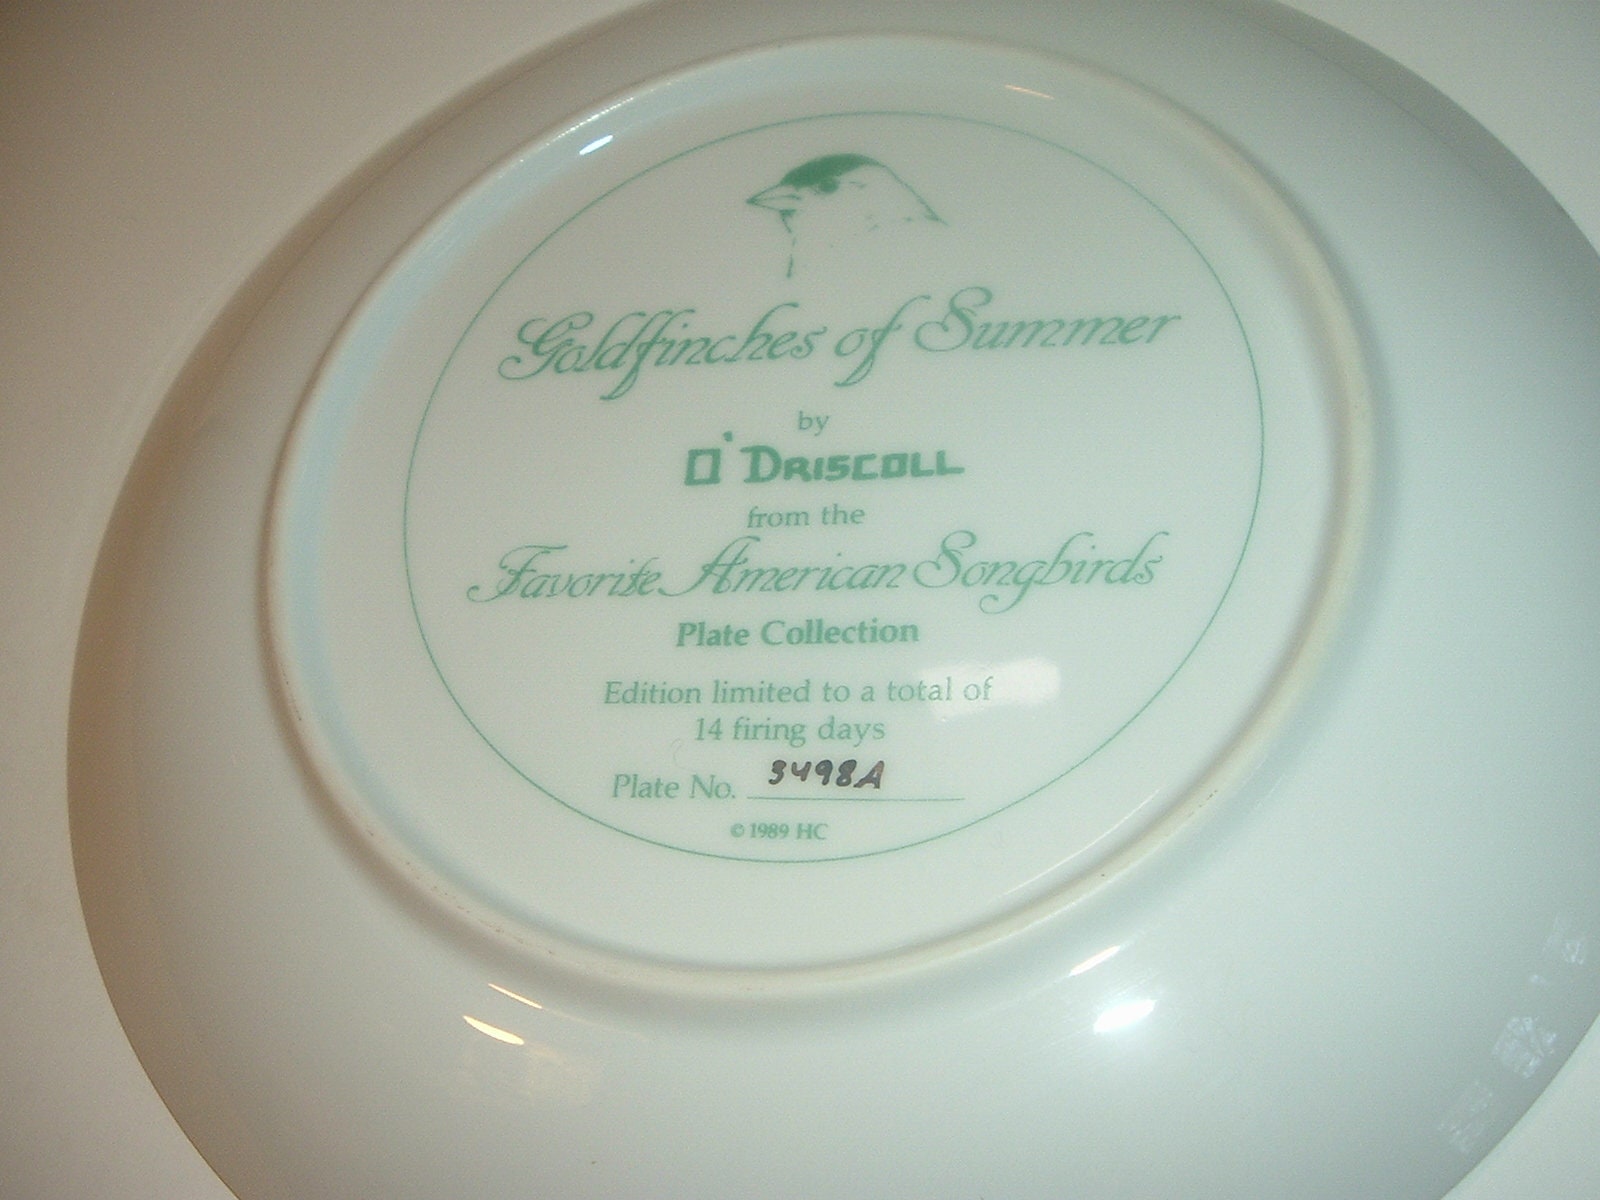 Goldfinches of Summer
by
O'DRISCOLL
from the
Favorite American Songbirds
Plate Collection
Edition limited to a total of
14 firing days
Plate No. 3498A
© 1989 HC